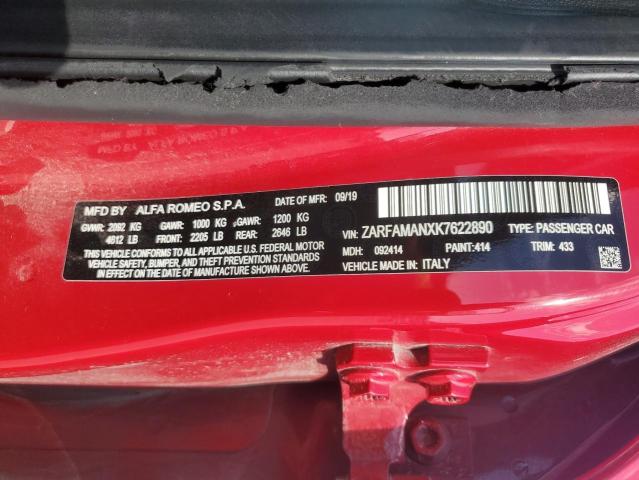 MFD BY ALFA ROMEO S.P.A. DATE OF MFR: 09/19
GVWR: 2092 KG GAWR: 1000 KG GAWR: 1200 KG
4612 LB FRONT: 2205 LB REAR: 2646 LB
THIS VEHICLE CONFORMS TO ALL APPLICABLE U.S. FEDERAL MOTOR
VEHICLE SAFETY, BUMPER, AND THEFT PREVENTION STANDARDS
IN EFFECT ON THE DATE OF MANUFACTURE SHOWN ABOVE.
VIN: ZARFAMANXK7622890 TYPE: PASSENGER CAR
MDH: 092414 PAINT: 414 TRIM: 433
VEHICLE MADE IN: ITALY